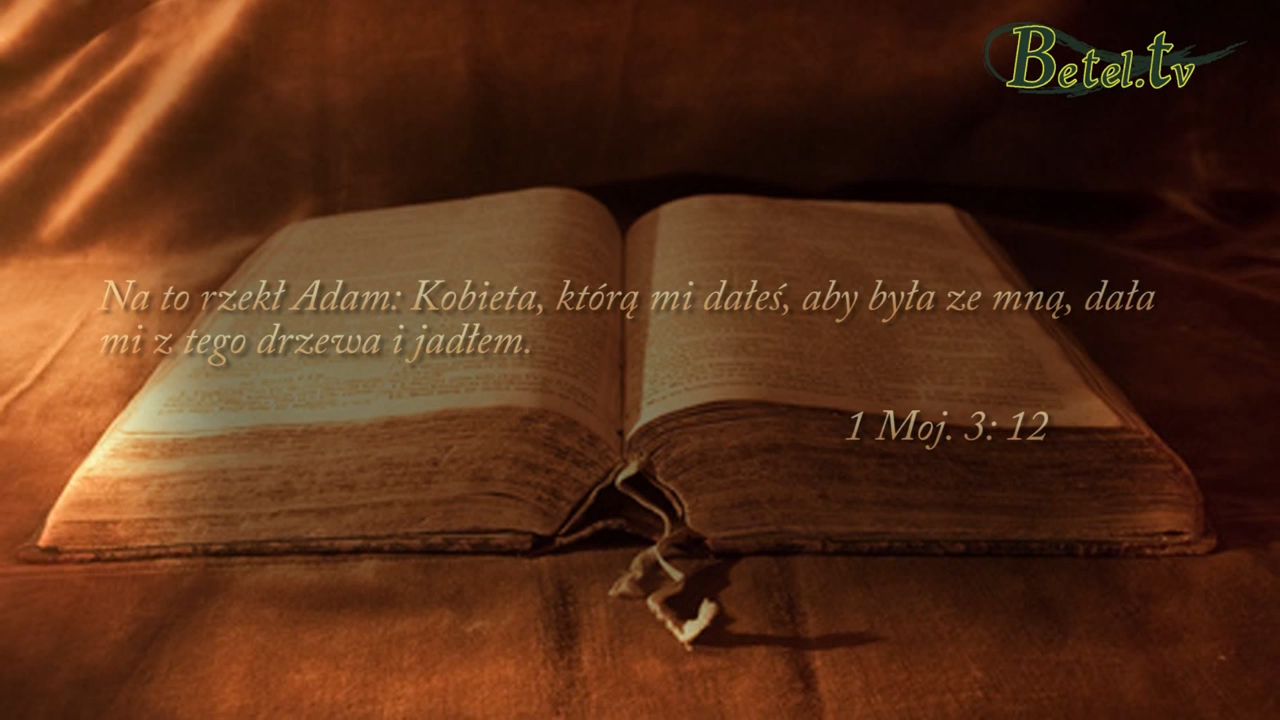 Betel.tv
Na to rzekł Adam: Kobieta, którą mi dałeś, aby była ze mną, dała
mi z tego drzewa i jadłem.
1 Moj. 3: 12